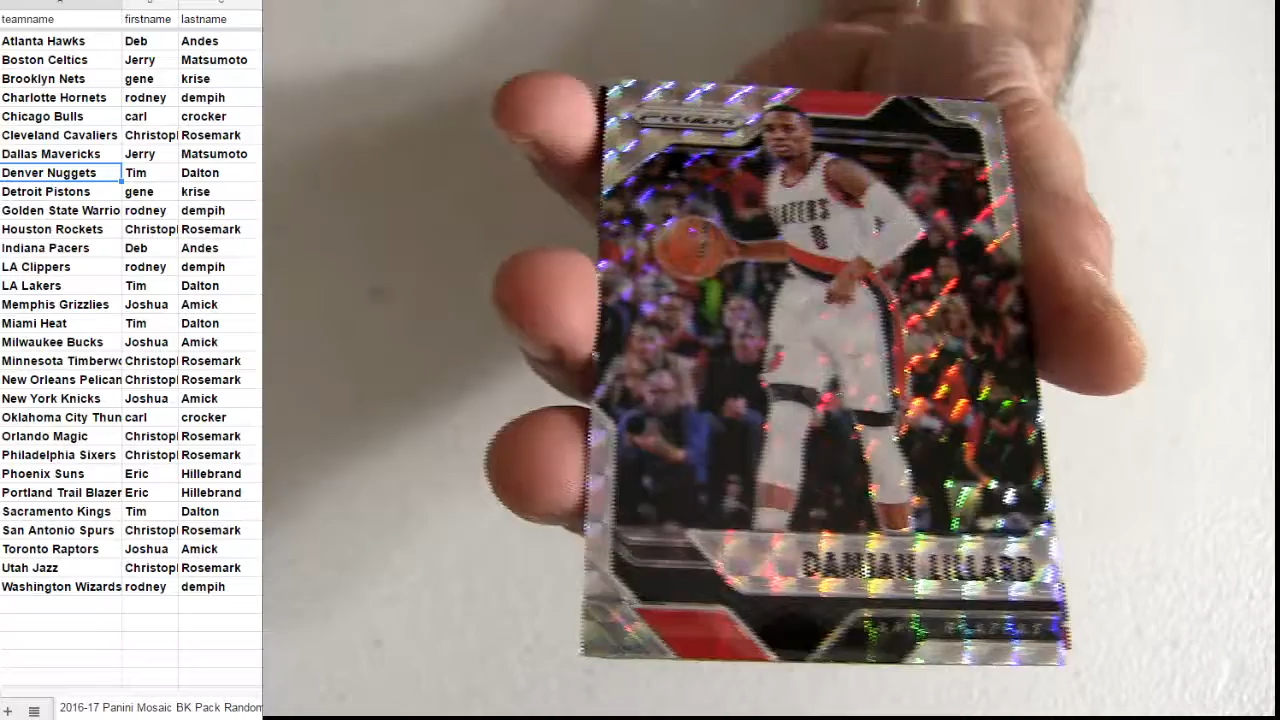 teamname firstname lastname
Atlanta Hawks Deb Andes
Boston Celtics Jerry Matsumoto
Brooklyn Nets gene krise
Charlotte Hornets rodney dempih
Chicago Bulls carl crocker
Cleveland Cavaliers Christopl Rosemark
Dallas Mavericks Jerry Matsumoto
Denver Nuggets Tim Dalton
Detroit Pistons gene krise
Golden State Warrio rodney dempih
Houston Rockets Christopl Rosemark
Indiana Pacers Deb Andes
LA Clippers rodney dempih
LA Lakers Tim Dalton
Memphis Grizzlies Joshua Amick
Miami Heat Tim Dalton
Milwaukee Bucks Joshua Amick
Minnesota Timberwo Christopl Rosemark
New Orleans Pelican Christopl Rosemark
New York Knicks Joshua Amick
Oklahoma City Thun carl crocker
Orlando Magic Christopl Rosemark
Philadelphia Sixers Christopl Rosemark
Phoenix Suns Eric Hillebrand
Portland Trail Blazer Eric Hillebrand
Sacramento Kings Tim Dalton
San Antonio Spurs Christopl Rosemark
Toronto Raptors Joshua Amick
Utah Jazz Christopl Rosemark
Washington Wizards rodney dempih
2016-17 Panini Mosaic BK Pack Random
PRIZM
BLAZERS
0
DAMIAN LILLARD